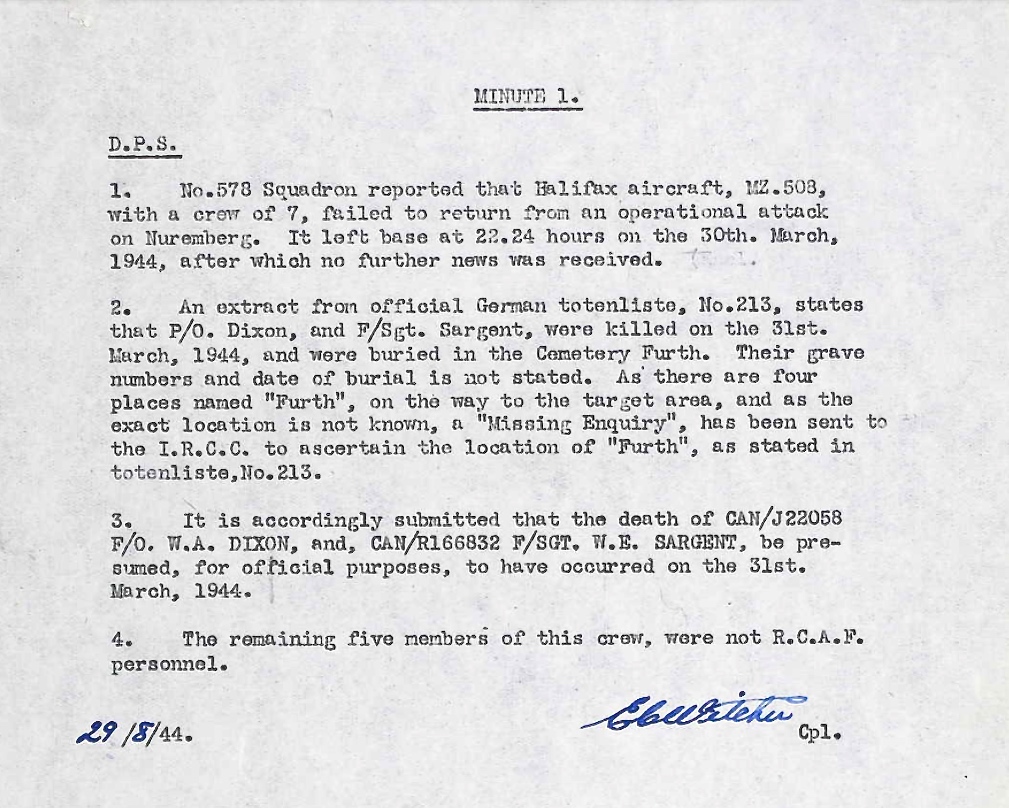 MINUTE 1.
D.P.S.
1. No.578 Squadron reported that Halifax aircraft, MZ.508,
with a crew of 7, failed to return from an operational attack
on Nuremberg. It left base at 22.24 hours on the 30th. March,
1944, after which no further news was received.
2. An extract from official German totenliste, No.213, states
that P/O. Dixon, and F/Sgt. Sargent, were killed on the 31st.
March, 1944, and were buried in the Cemetery Furth. Their grave
numbers and date of burial is not stated. As there are four
places named "Furth", on the way to the target area, and as the
exact location is not known, a "Missing Enquiry", has been sent to
the I.R.C.C. to ascertain the location of "Furth", as stated in
totenliste,No.213.
3. It is accordingly submitted that the death of CAN/J22058
F/O. W.A. DIXON, and, CAN/R166832 F/SGT. W.E. SARGENT, be pre-
sumed, for official purposes, to have occurred on the 31st.
March, 1944.
4. The remaining five members of this crew, were not R.C.A.F.
personnel.
29/8/44.
Cpl.